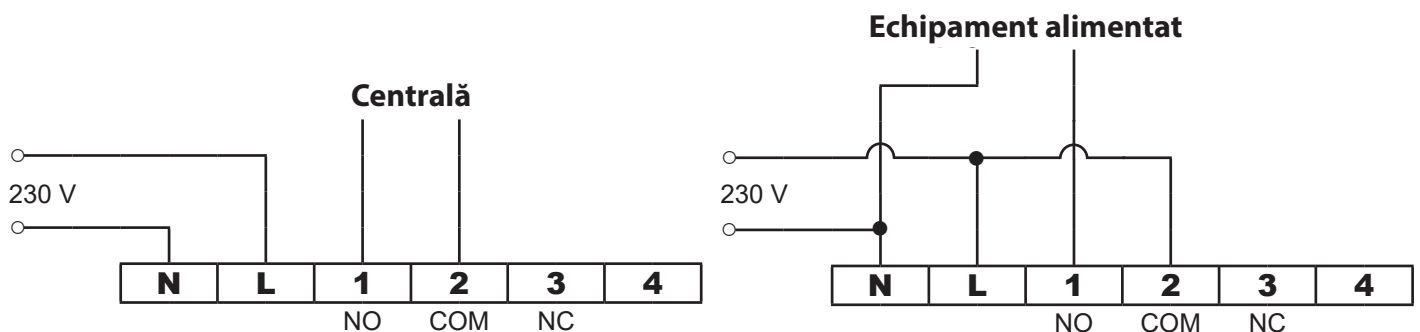 Centrală
230 V
N L 1 2 3 4
NO COM NC
Echipament alimentat
230 V
N L 1 2 3 4
NO COM NC